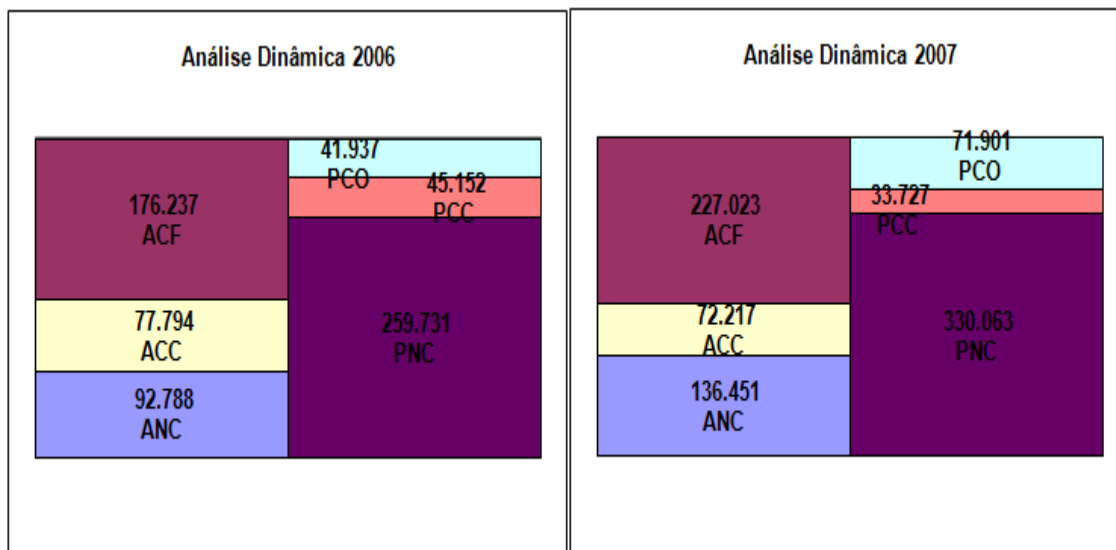 Análise Dinâmica 2006
41.937
PCO
45.152
PCC
176.237
ACF
77.794
ACC
259.731
PNC
92.788
ANC
Análise Dinâmica 2007
71.901
PCO
33.727
PCC
227.023
ACF
72.217
ACC
330.063
PNC
136.451
ANC